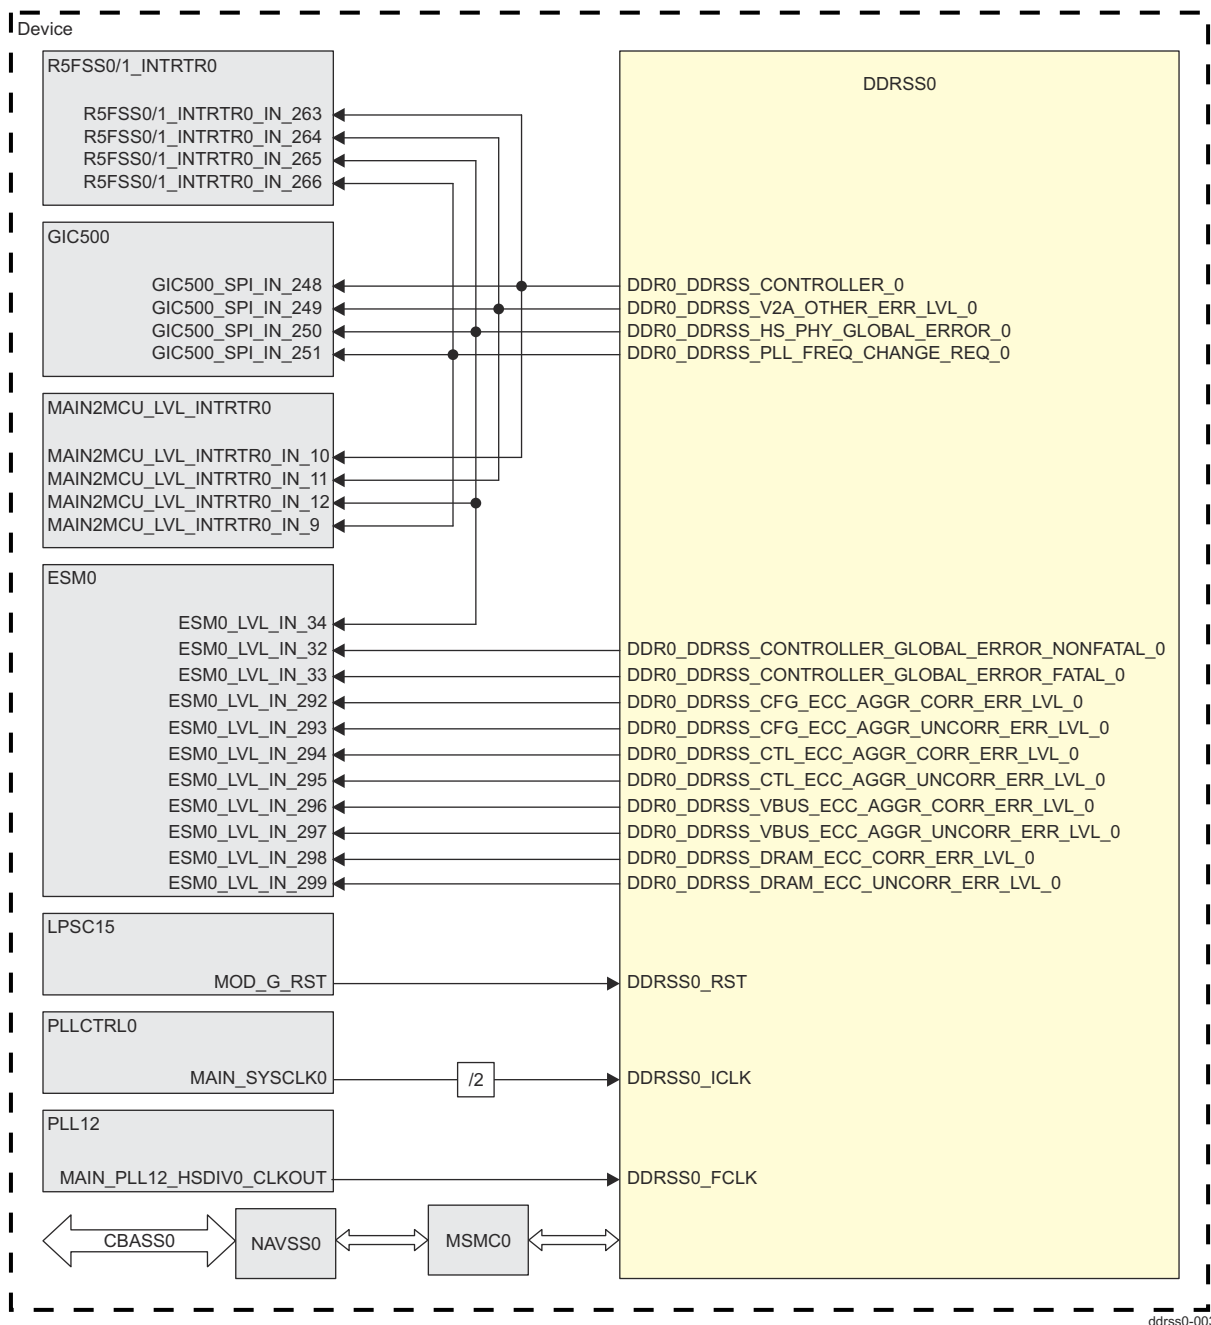 Device
R5FSS0/1_INTRTR0
R5FSS0/1_INTRTR0_IN_263
R5FSS0/1_INTRTR0_IN_264
R5FSS0/1_INTRTR0_IN_265
R5FSS0/1_INTRTR0_IN_266
GIC500
GIC500_SPI_IN_248
GIC500_SPI_IN_249
GIC500_SPI_IN_250
GIC500_SPI_IN_251
MAIN2MCU_LVL_INTRTR0
MAIN2MCU_LVL_INTRTR0_IN_10
MAIN2MCU_LVL_INTRTR0_IN_11
MAIN2MCU_LVL_INTRTR0_IN_12
MAIN2MCU_LVL_INTRTR0_IN_9
ESM0
ESM0_LVL_IN_34
ESM0_LVL_IN_32
ESM0_LVL_IN_33
ESM0_LVL_IN_292
ESM0_LVL_IN_293
ESM0_LVL_IN_294
ESM0_LVL_IN_295
ESM0_LVL_IN_296
ESM0_LVL_IN_297
ESM0_LVL_IN_298
ESM0_LVL_IN_299
LPSC15
MOD_G_RST
PLLCTRL0
MAIN_SYSCLK0
/2
PLL12
MAIN_PLL12_HSDIV0_CLKOUT
CBASS0
NAVSS0
MSMC0
DDRSS0
DDR0_DDRSS_CONTROLLER_0
DDR0_DDRSS_V2A_OTHER_ERR_LVL_0
DDR0_DDRSS_HS_PHY_GLOBAL_ERROR_0
DDR0_DDRSS_PLL_FREQ_CHANGE_REQ_0
DDR0_DDRSS_CONTROLLER_GLOBAL_ERROR_NONFATAL_0
DDR0_DDRSS_CONTROLLER_GLOBAL_ERROR_FATAL_0
DDR0_DDRSS_CFG_ECC_AGGR_CORR_ERR_LVL_0
DDR0_DDRSS_CFG_ECC_AGGR_UNCORR_ERR_LVL_0
DDR0_DDRSS_CTL_ECC_AGGR_CORR_ERR_LVL_0
DDR0_DDRSS_CTL_ECC_AGGR_UNCORR_ERR_LVL_0
DDR0_DDRSS_VBUS_ECC_AGGR_CORR_ERR_LVL_0
DDR0_DDRSS_VBUS_ECC_AGGR_UNCORR_ERR_LVL_0
DDR0_DDRSS_DRAM_ECC_CORR_ERR_LVL_0
DDR0_DDRSS_DRAM_ECC_UNCORR_ERR_LVL_0
DDRSS0_RST
DDRSS0_ICLK
DDRSS0_FCLK